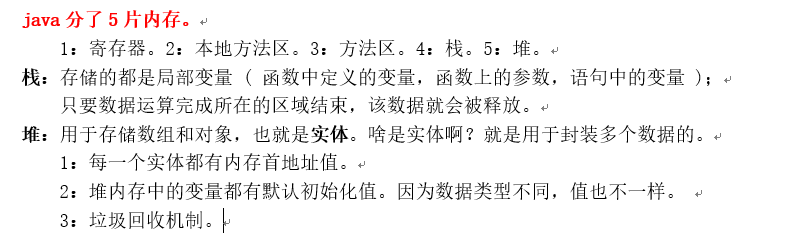 java分了5片内存。
1：寄存器。2：本地方法区。3：方法区。4：栈。5：堆。
栈：存储的都是局部变量 ( 函数中定义的变量，函数上的参数，语句中的变量 )；
只要数据运算完成所在的区域结束，该数据就会被释放。
堆：用于存储数组和对象，也就是实体。啥是实体啊？就是用于封装多个数据的。
1：每一个实体都有内存首地址值。
2：堆内存中的变量都有默认初始化值。因为数据类型不同，值也不一样。
3：垃圾回收机制。